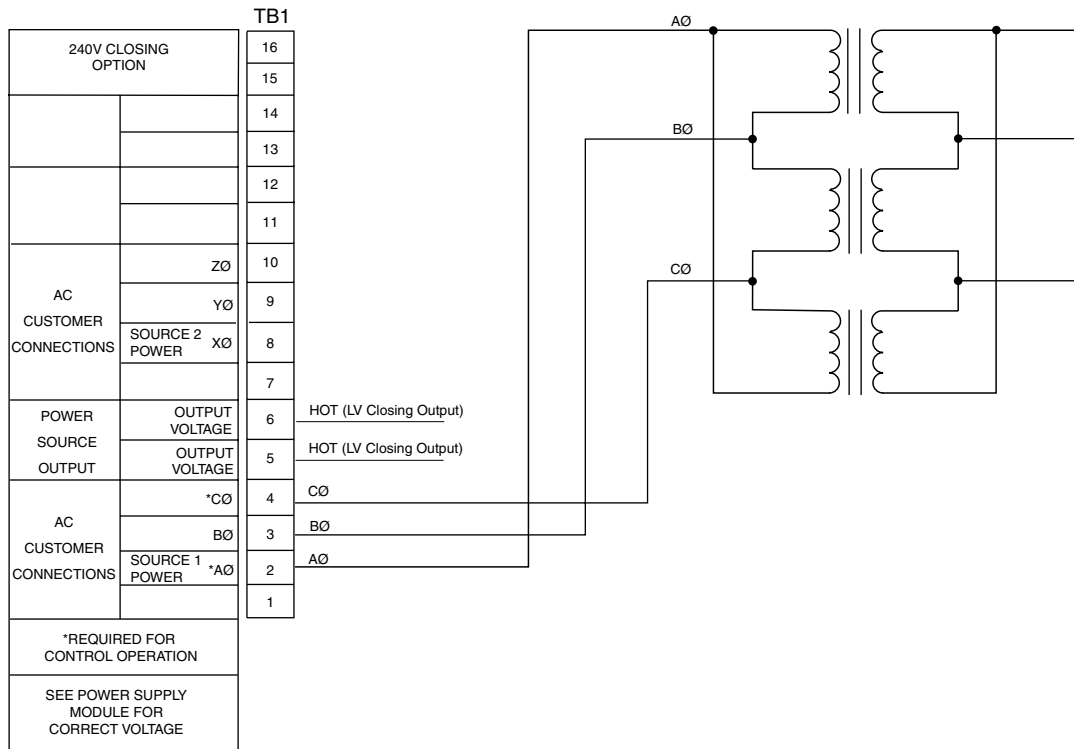 TB1
240V CLOSING
OPTION
16
15
14
13
12
11
AC
CUSTOMER
CONNECTIONS
ZØ
10
YØ
9
SOURCE 2
POWER
XØ
8
7
POWER
SOURCE
OUTPUT
OUTPUT
VOLTAGE
6
HOT (LV Closing Output)
OUTPUT
VOLTAGE
5
HOT (LV Closing Output)
AC
CUSTOMER
CONNECTIONS
*CØ
4
CØ
BØ
3
BØ
SOURCE 1
POWER
*AØ
2
AØ
1
*REQUIRED FOR
CONTROL OPERATION
SEE POWER SUPPLY
MODULE FOR
CORRECT VOLTAGE
AØ
BØ
CØ